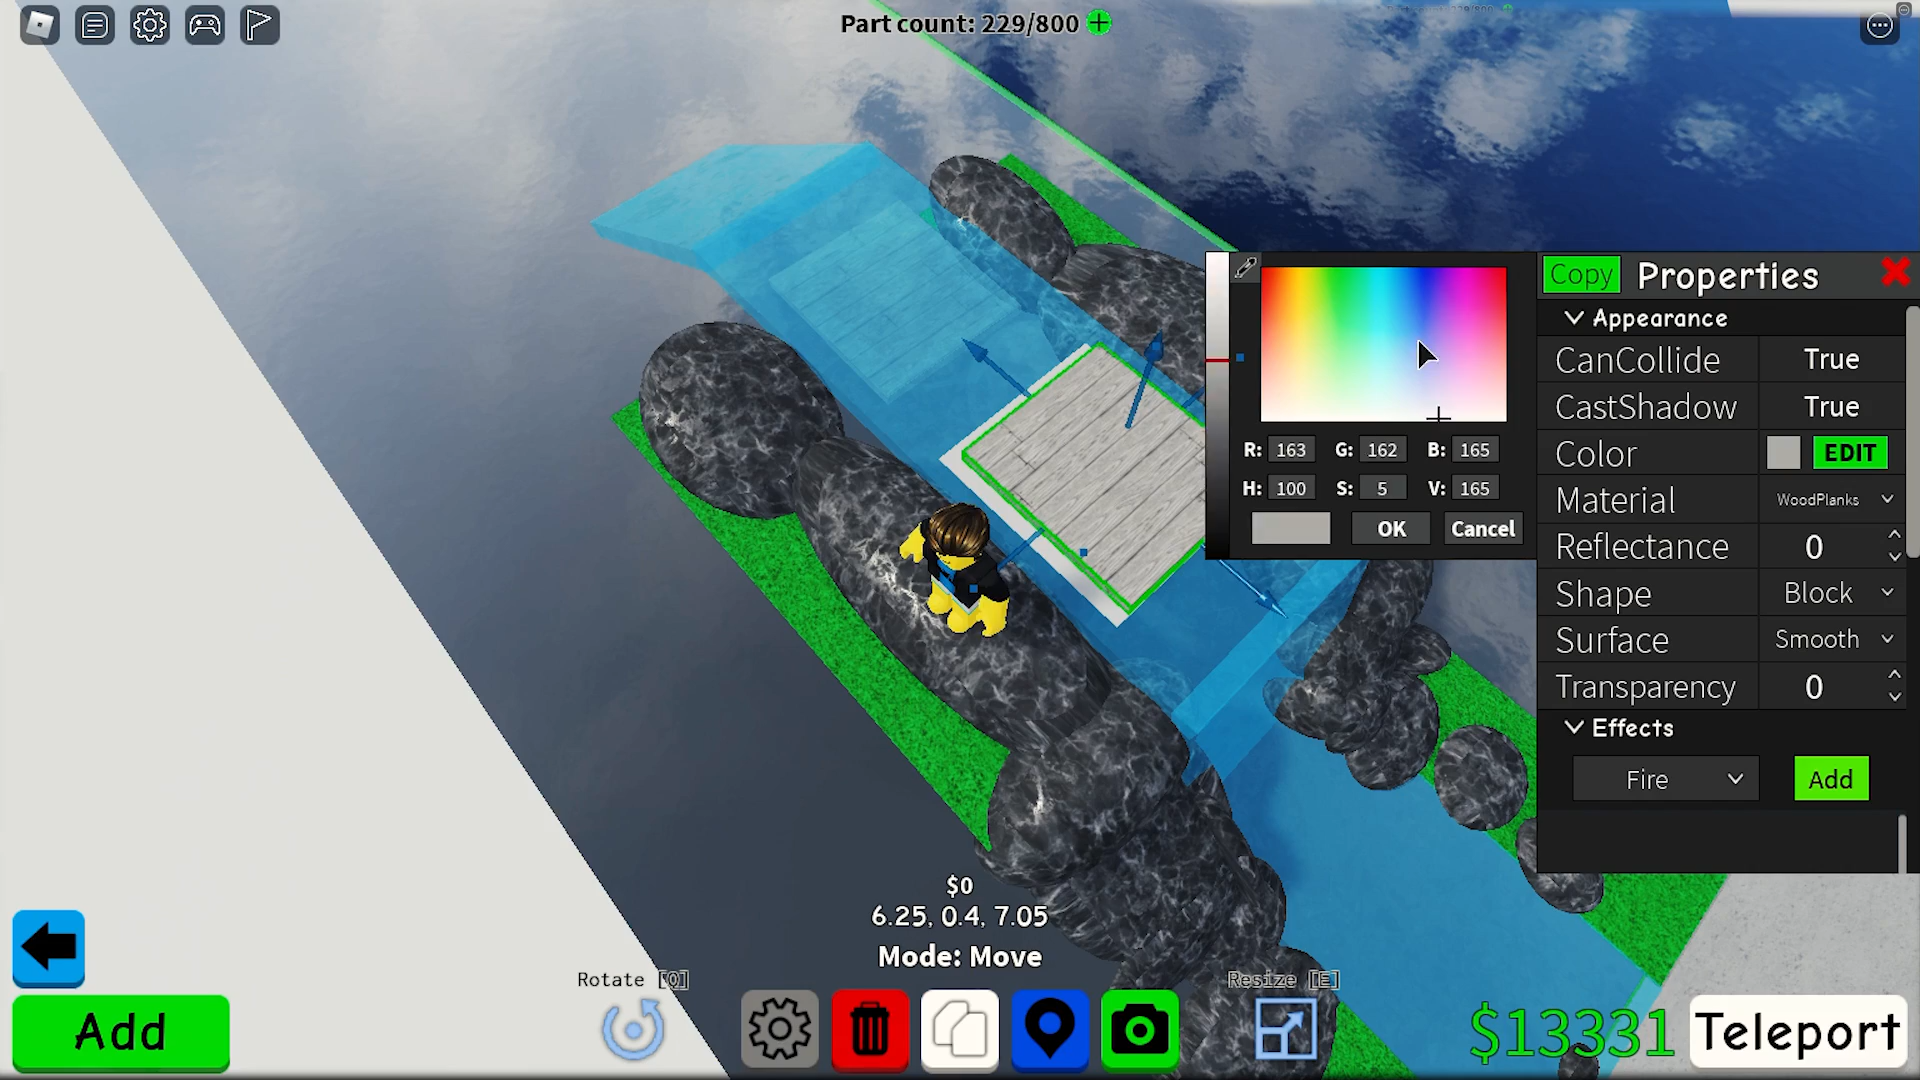 Part count: 229/800
Copy Properties
Appearance
CanCollide True
CastShadow True
Color EDIT
Material WoodPlanks
Reflectance 0
Shape Block
Surface Smooth
Transparency 0
Effects
Fire Add
R: 163 G: 162 B: 165
H: 100 S: 5 V: 165
OK Cancel
$0
6.25, 0.4, 7.05
Mode: Move
Rotate [Q]
Resize [E]
Add
$13331
Teleport